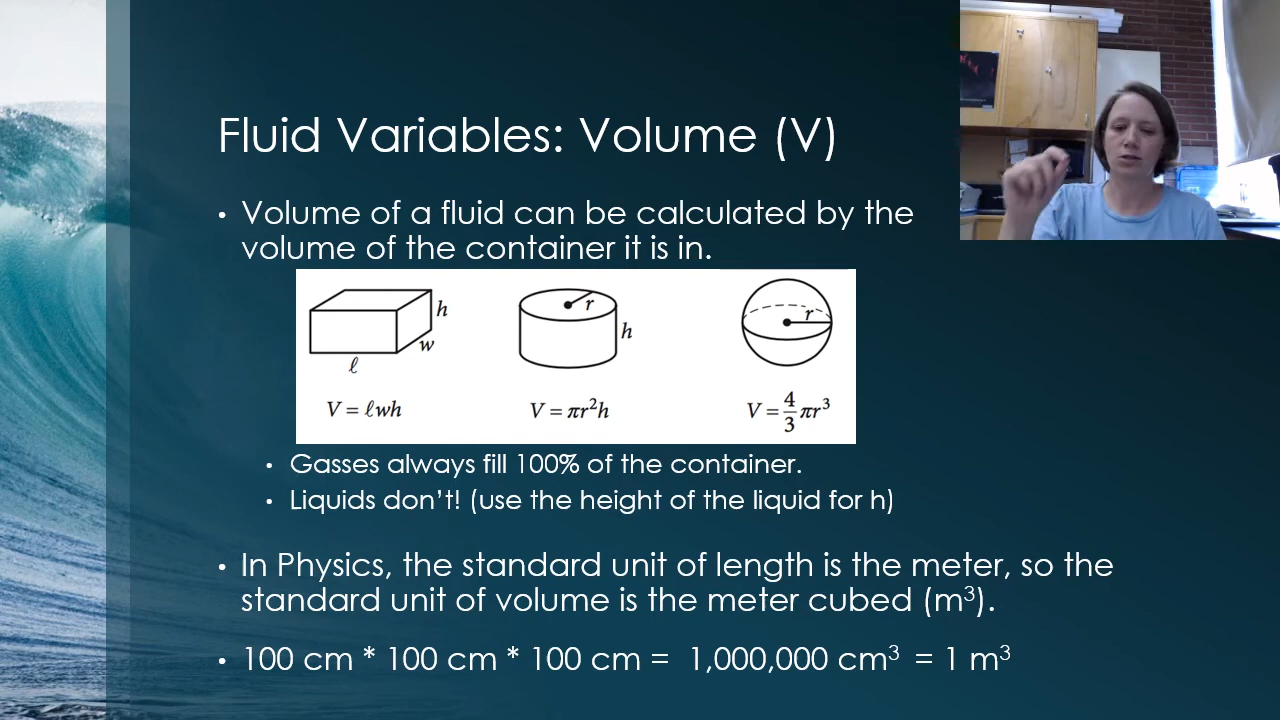 Fluid Variables: Volume (V)
• Volume of a fluid can be calculated by the
volume of the container it is in.
h
w
ℓ
V = ℓwh
r
h
V = πr²h
r
V = 4/3 πr³
• Gasses always fill 100% of the container.
• Liquids don’t! (use the height of the liquid for h)
• In Physics, the standard unit of length is the meter, so the
standard unit of volume is the meter cubed (m³).
• 100 cm * 100 cm * 100 cm = 1,000,000 cm³ = 1 m³